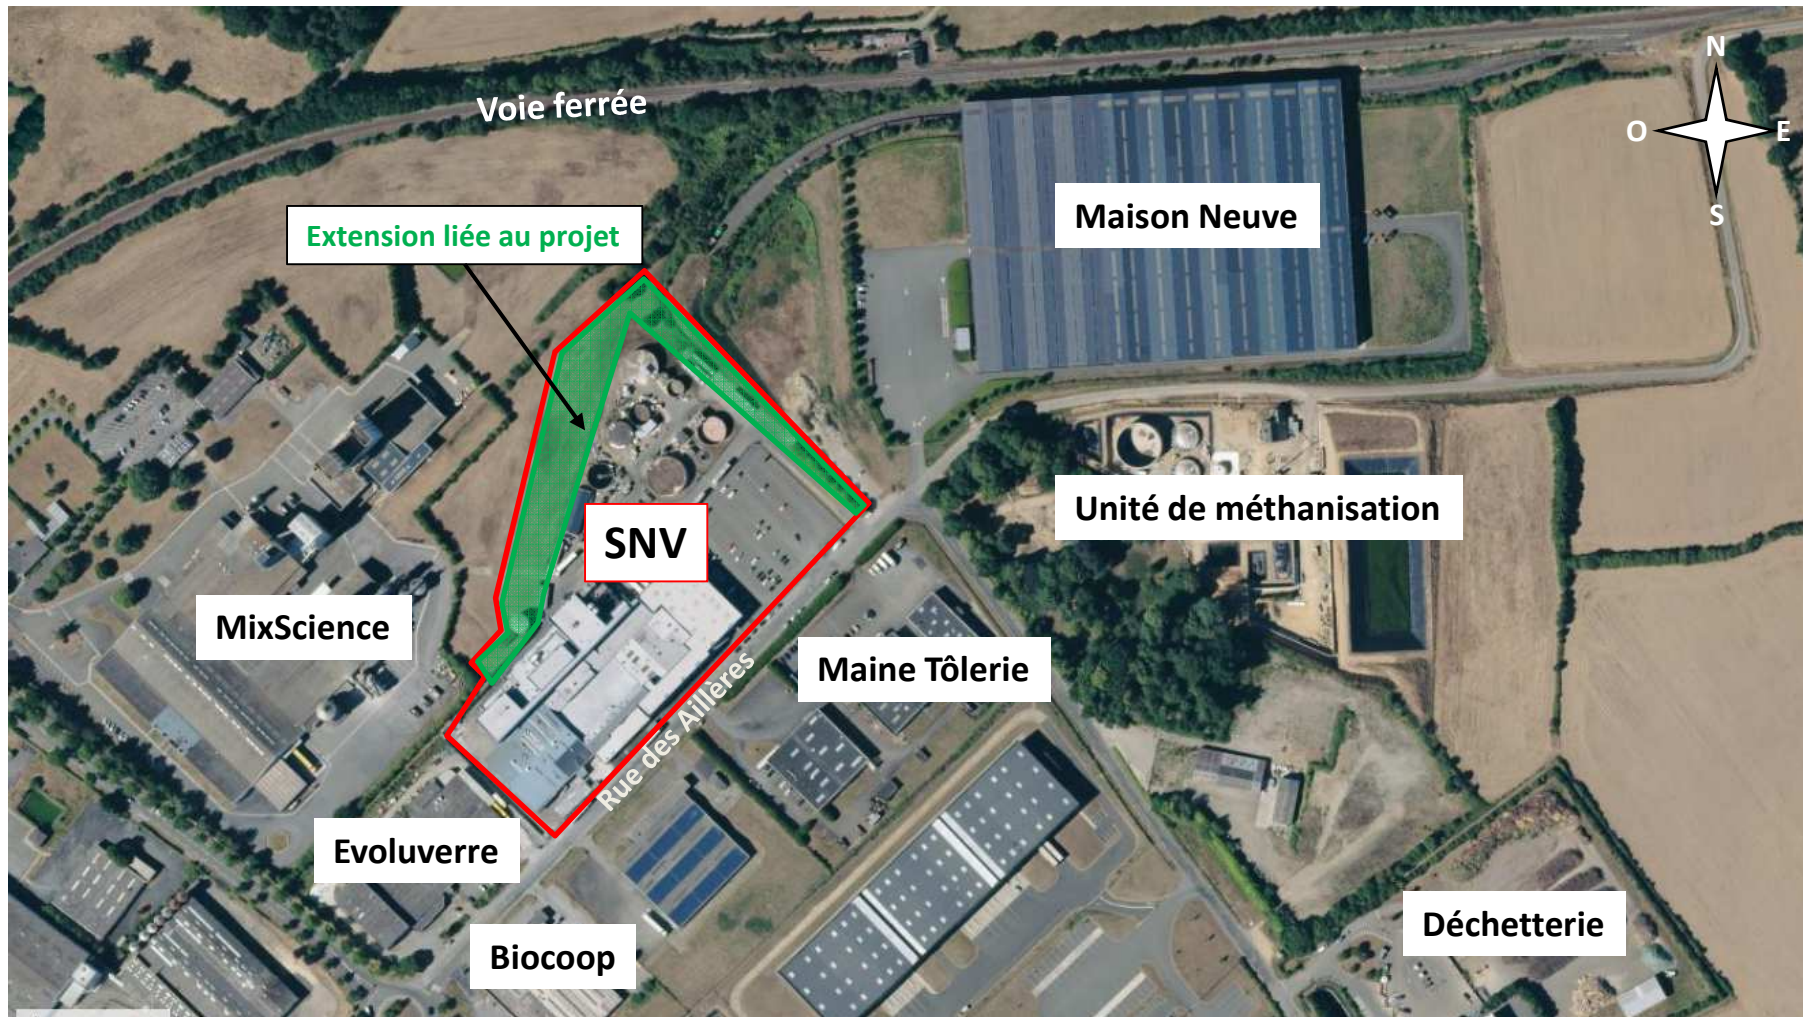 N
Voie ferrée
O
E
Maison Neuve
S
Extension liée au projet
Unité de méthanisation
SNV
MixScience
Maine Tôlerie
Rue des Aillères
Evoluverre
Déchetterie
Biocoop